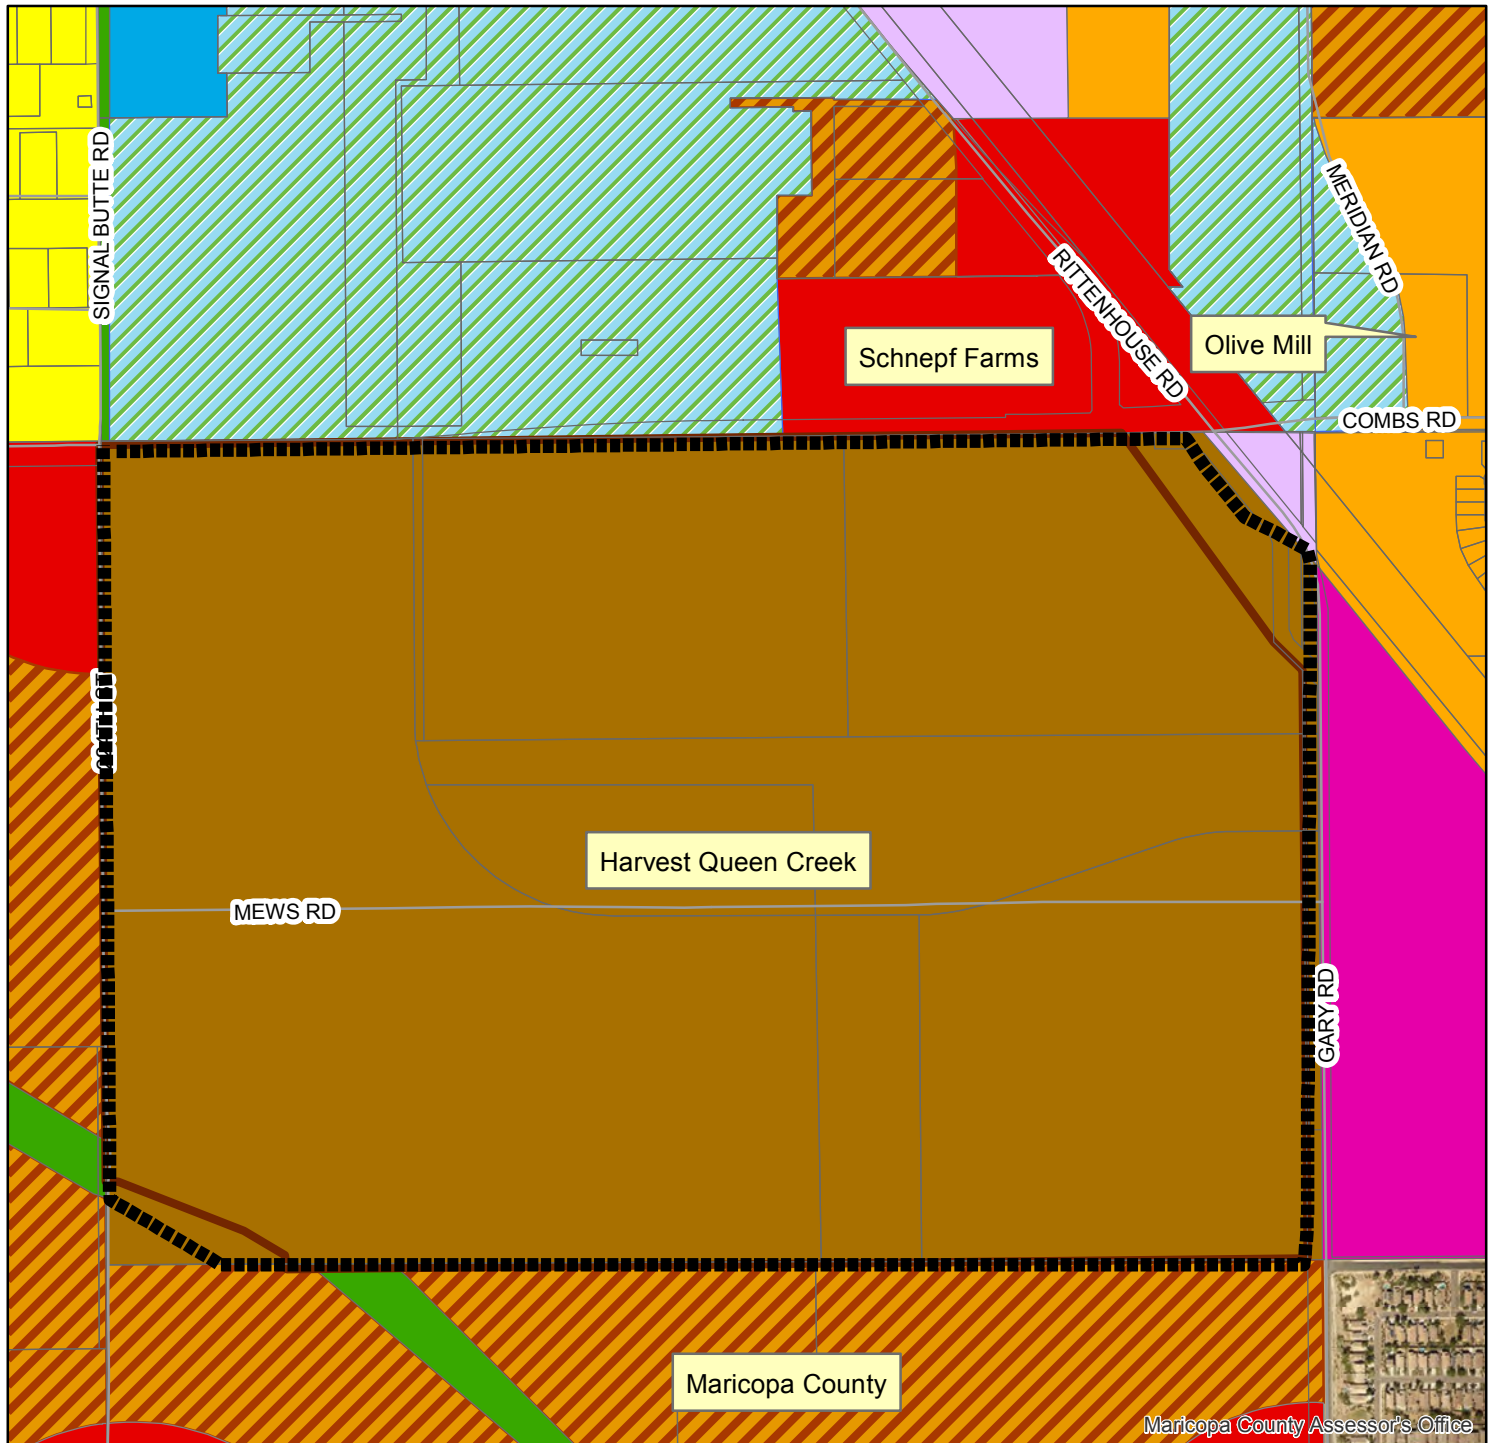 SIGNAL BUTTE RD
MERIDIAN RD
RITTENHOUSE RD
Schnepf Farms
Olive Mill
COMBS RD
Harvest Queen Creek
MEWS RD
GARY RD
Maricopa County
Maricopa County Assessor's Office